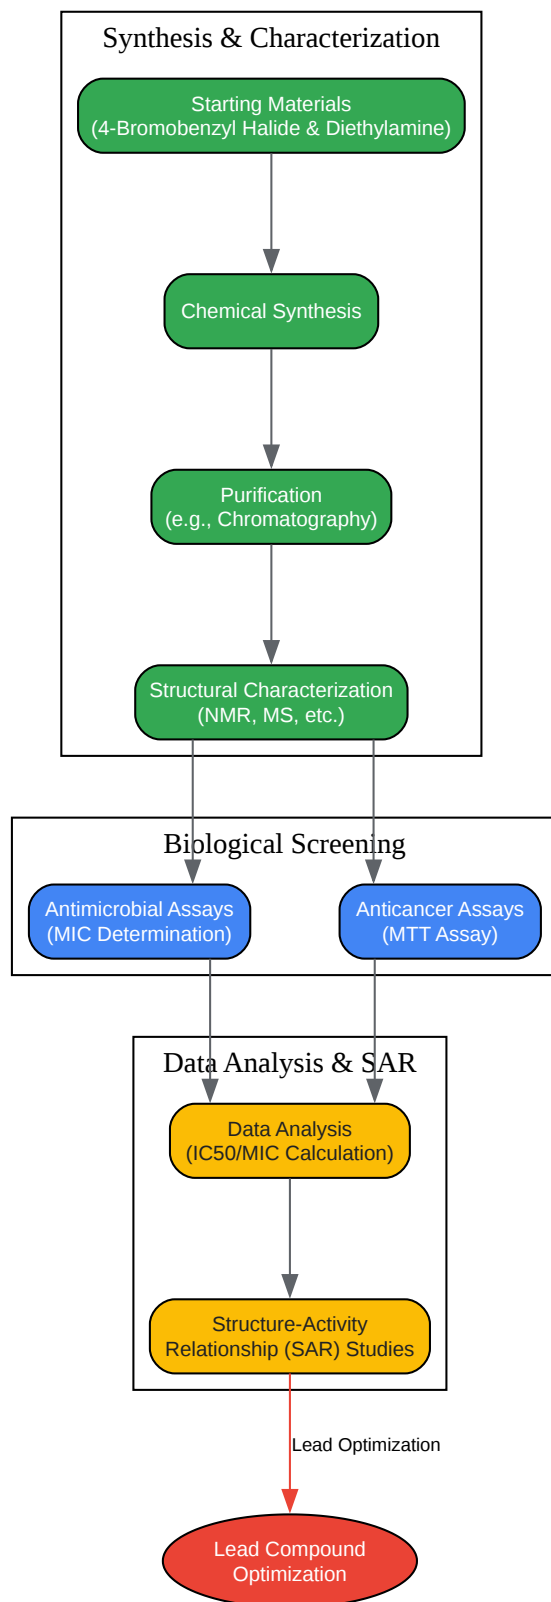 Synthesis & Characterization
Starting Materials
(4-Bromobenzyl Halide & Diethylamine)
Chemical Synthesis
Purification
(e.g., Chromatography)
Structural Characterization
(NMR, MS, etc.)
Biological Screening
Antimicrobial Assays
(MIC Determination)
Anticancer Assays
(MTT Assay)
Data Analysis & SAR
Data Analysis
(IC50/MIC Calculation)
Structure-Activity
Relationship (SAR) Studies
Lead Optimization
Lead Compound
Optimization